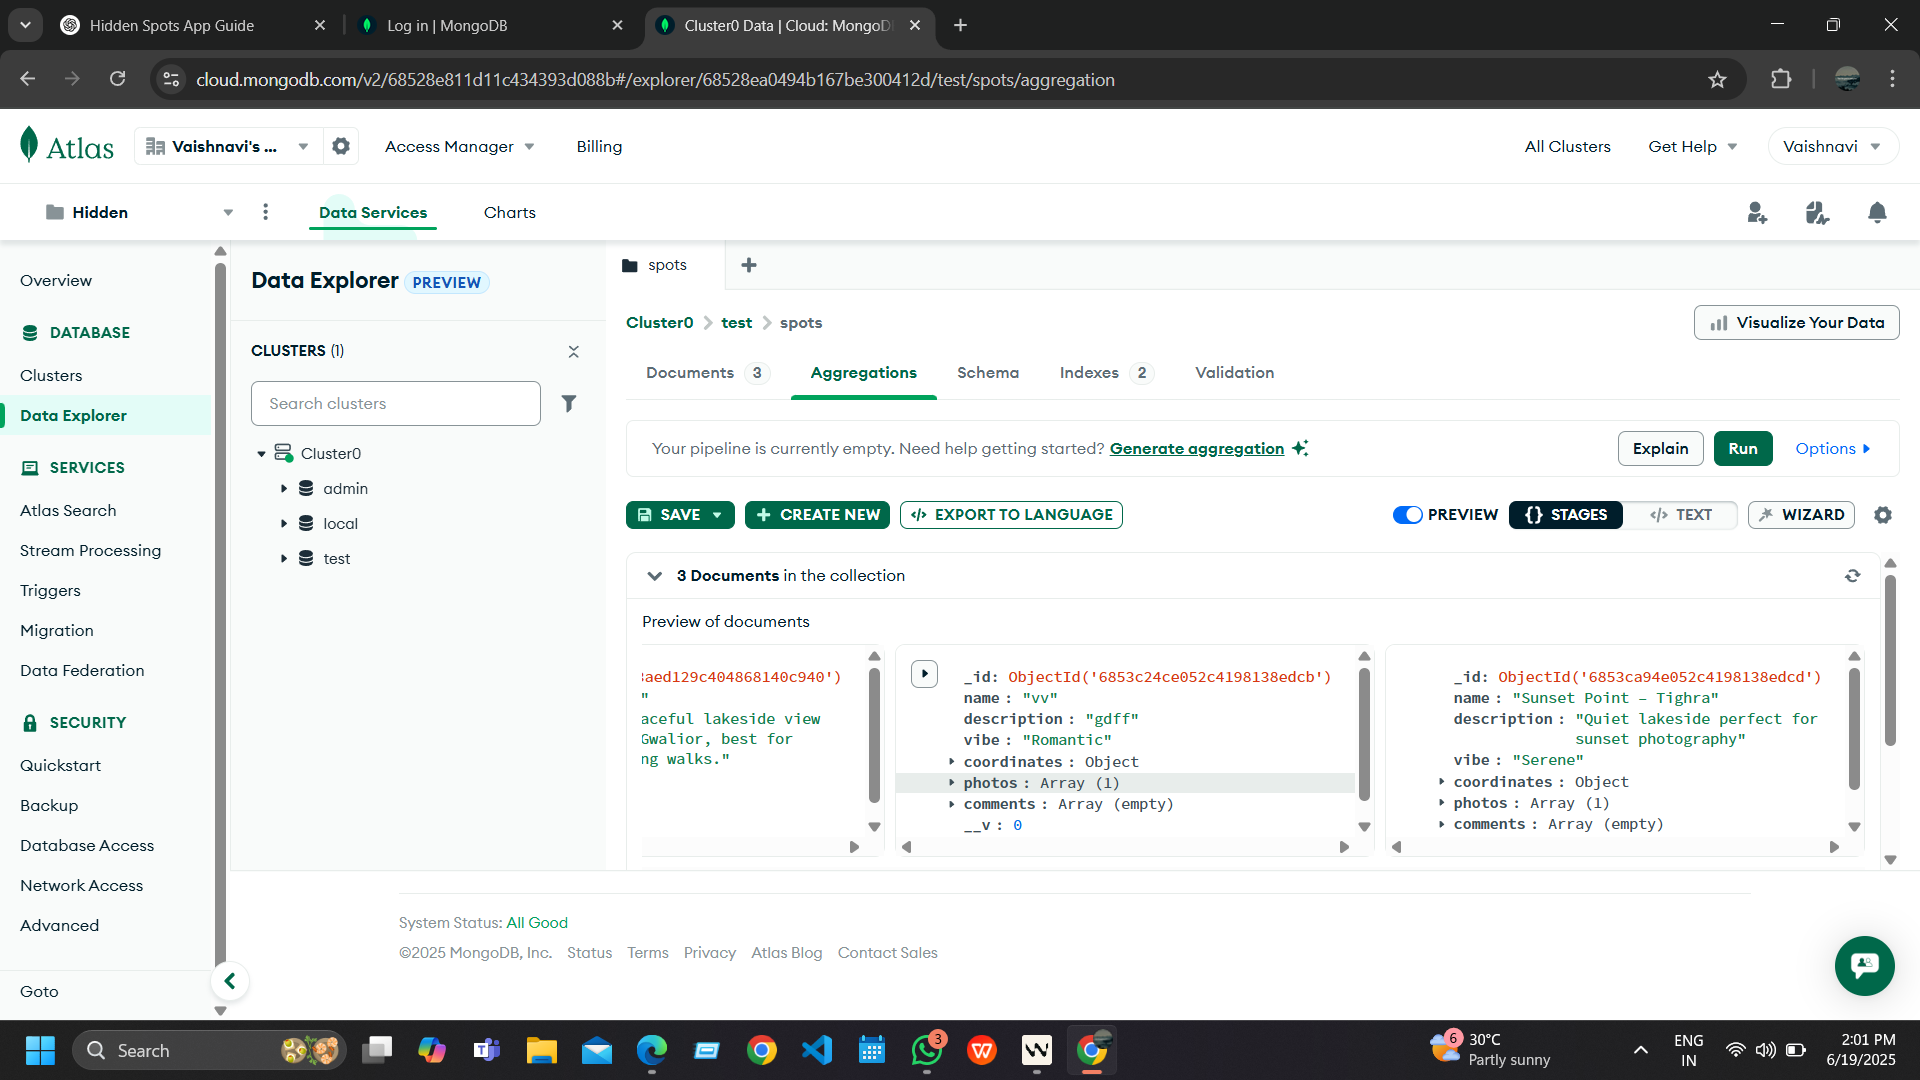 Hidden Spots App Guide
Log in | MongoDB
Cluster0 Data | Cloud: MongoD
cloud.mongodb.com/v2/68528e811d11c434393d088b#/explorer/68528ea0494b167be300412d/test/spots/aggregation
Atlas
Vaishnavi's ...
Access Manager
Billing
All Clusters
Get Help
Vaishnavi
Hidden
Data Services
Charts
Overview
DATABASE
Clusters
Data Explorer
SERVICES
Atlas Search
Stream Processing
Triggers
Migration
Data Federation
SECURITY
Quickstart
Backup
Database Access
Network Access
Advanced
Goto
Data Explorer PREVIEW
CLUSTERS (1)
Search clusters
Cluster0
admin
local
test
spots
Cluster0 > test > spots
Visualize Your Data
Documents 3
Aggregations
Schema
Indexes 2
Validation
Your pipeline is currently empty. Need help getting started? Generate aggregation
Explain
Run
Options
SAVE
+ CREATE NEW
</> EXPORT TO LANGUAGE
PREVIEW
{} STAGES
</> TEXT
WIZARD
3 Documents in the collection
Preview of documents
aed129c404868140c940')
"
aceful lakeside view
Gwalior, best for
ng walks."
_id: ObjectId('6853c24ce052c4198138edcb')
name : "vv"
description : "gdff"
vibe : "Romantic"
coordinates : Object
photos : Array (1)
comments : Array (empty)
__v : 0
_id: ObjectId('6853ca94e052c4198138edcd')
name : "Sunset Point – Tighra"
description : "Quiet lakeside perfect for
sunset photography"
vibe : "Serene"
coordinates : Object
photos : Array (1)
comments : Array (empty)
System Status: All Good
©2025 MongoDB, Inc. Status Terms Privacy Atlas Blog Contact Sales
Search
3
6
30°C
Partly sunny
ENG
IN
2:01 PM
6/19/2025